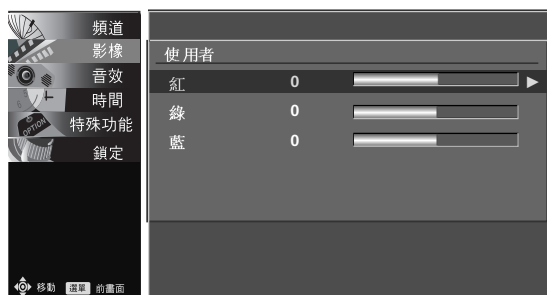 頻道
影像
音效
時間
OPTION
特殊功能
鎖定
使用者
紅 0
綠 0
藍 0
移動 選單 前畫面